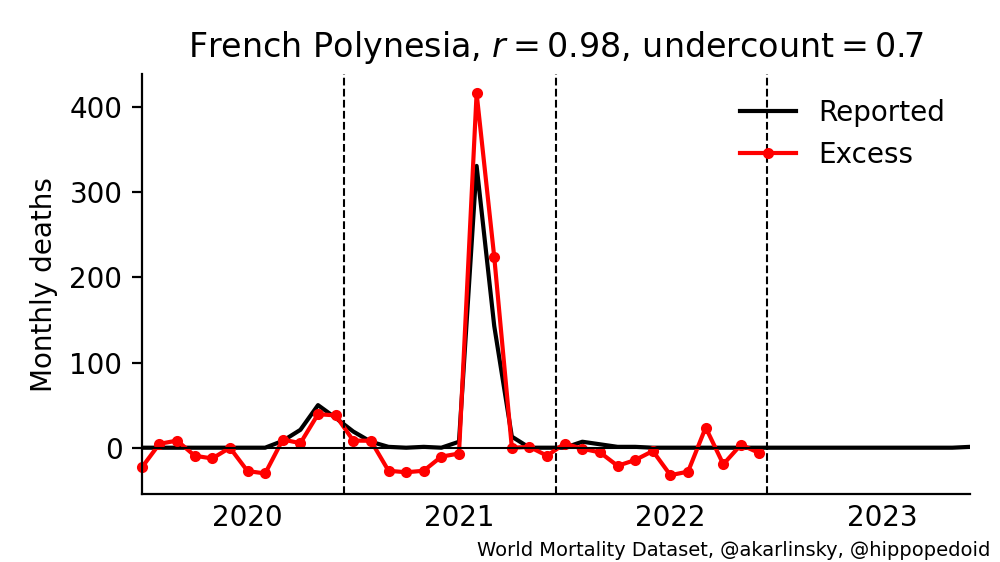 French Polynesia, r = 0.98, undercount = 0.7
Monthly deaths
400
300
200
100
0
Reported
Excess
2020 2021 2022 2023
World Mortality Dataset, @akarlinsky, @hippopedoid